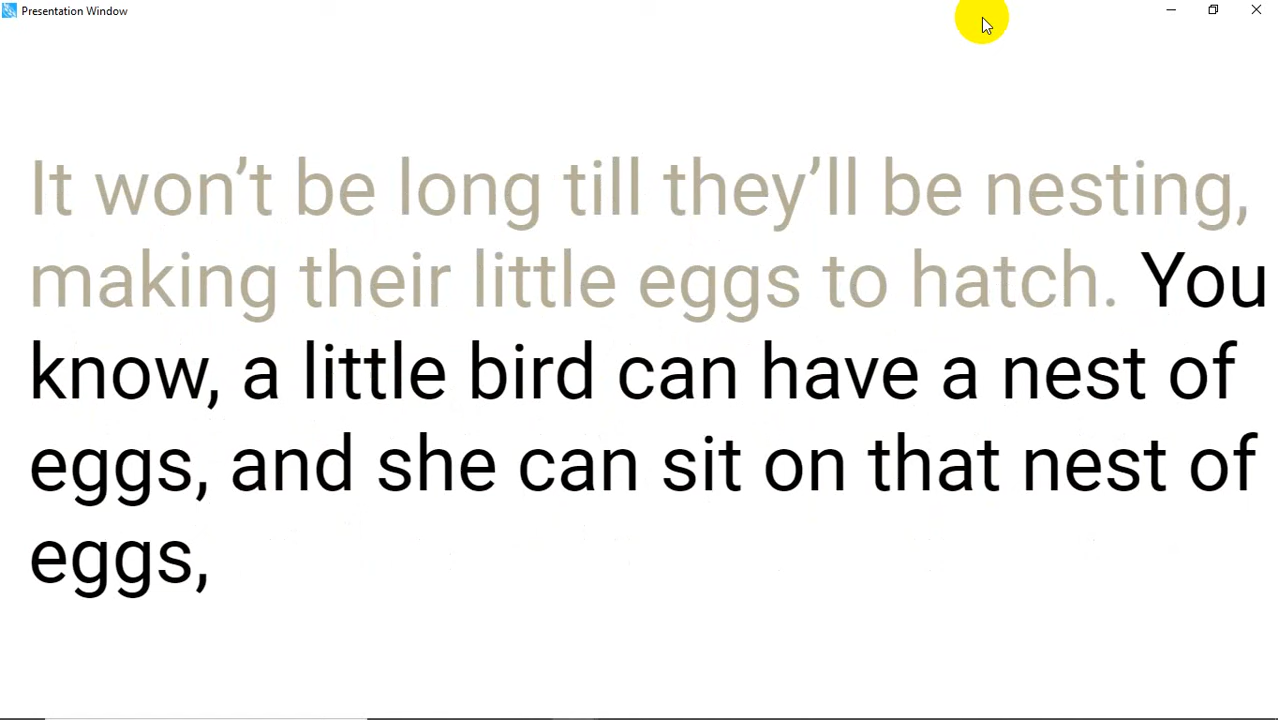 Presentation Window
It won’t be long till they’ll be nesting,
making their little eggs to hatch. You
know, a little bird can have a nest of
eggs, and she can sit on that nest of
eggs,